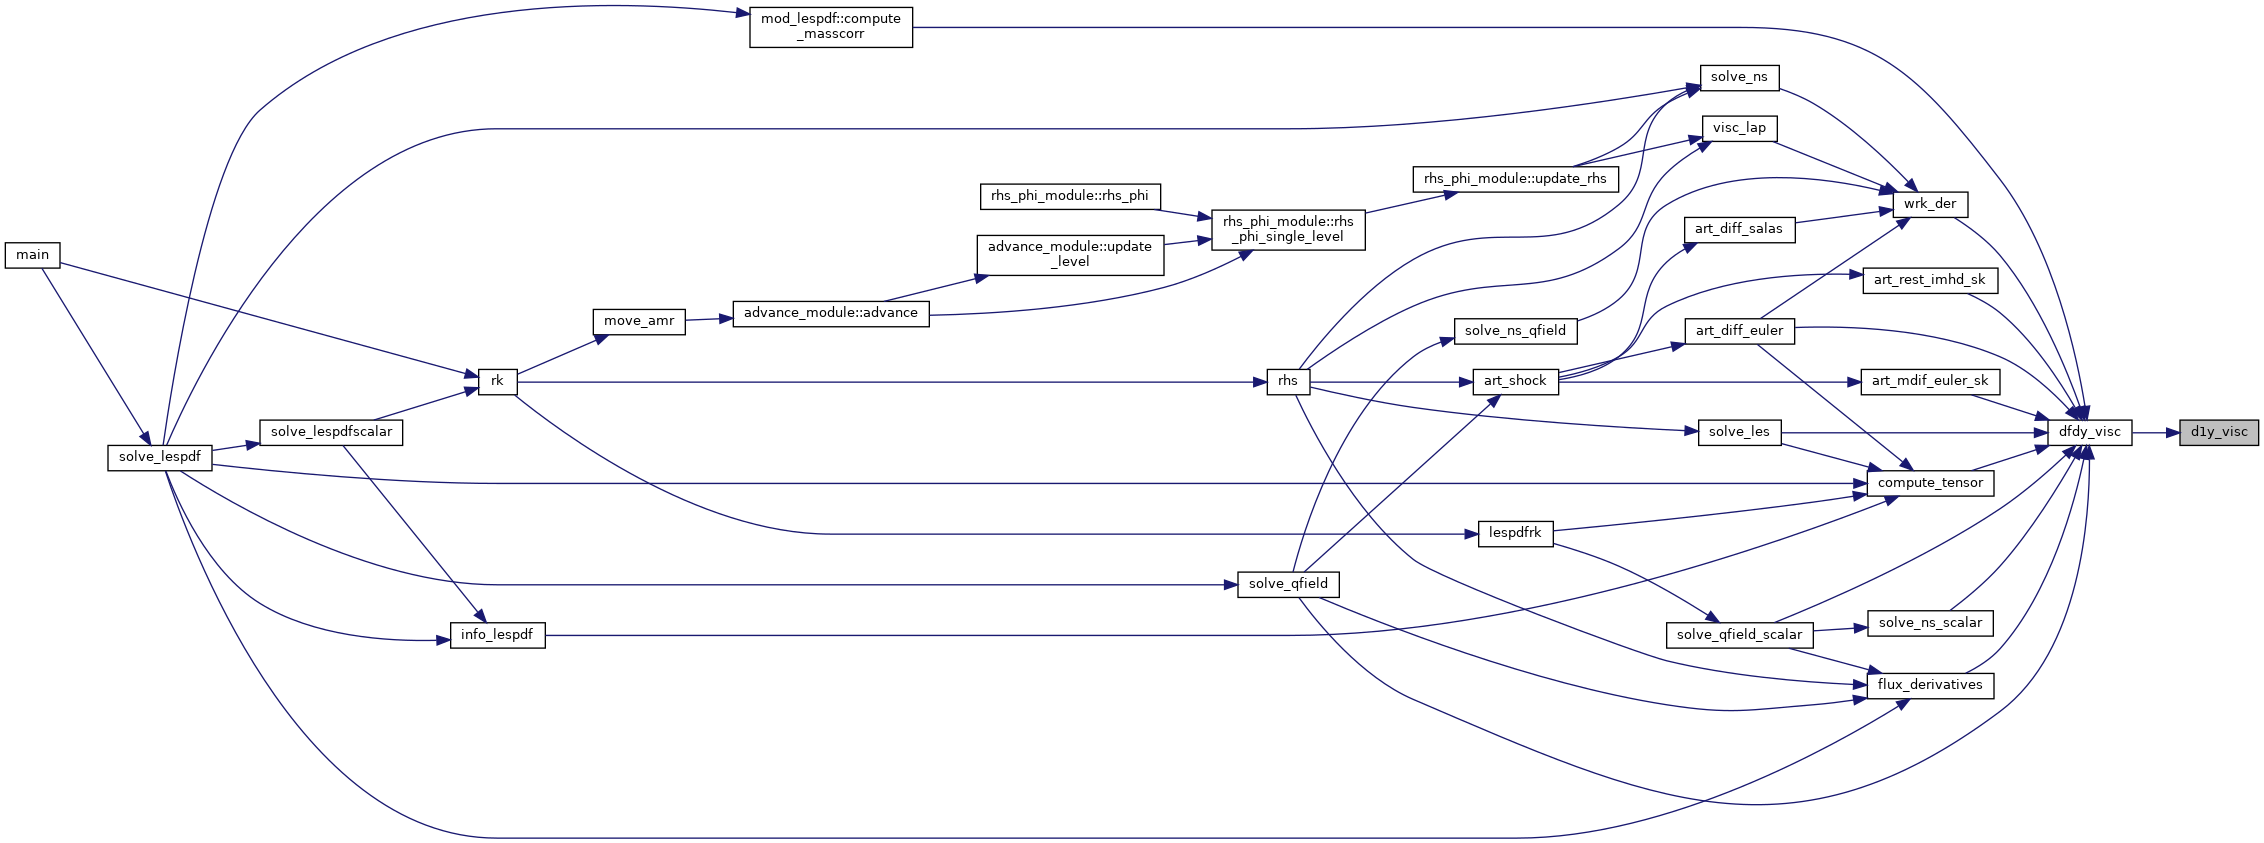 mod_lespdf::compute
_masscorr
solve_ns
visc_lap
rhs_phi_module::update_rhs
rhs_phi_module::rhs_phi
wrk_der
rhs_phi_module::rhs
_phi_single_level
art_diff_salas
main
advance_module::update
_level
art_rest_imhd_sk
advance_module::advance
move_amr
solve_ns_qfield
art_diff_euler
rk
rhs
art_shock
art_mdif_euler_sk
solve_lespdfscalar
solve_les
dfdy_visc
d1y_visc
solve_lespdf
compute_tensor
lespdfrk
solve_qfield
solve_ns_scalar
info_lespdf
solve_qfield_scalar
flux_derivatives